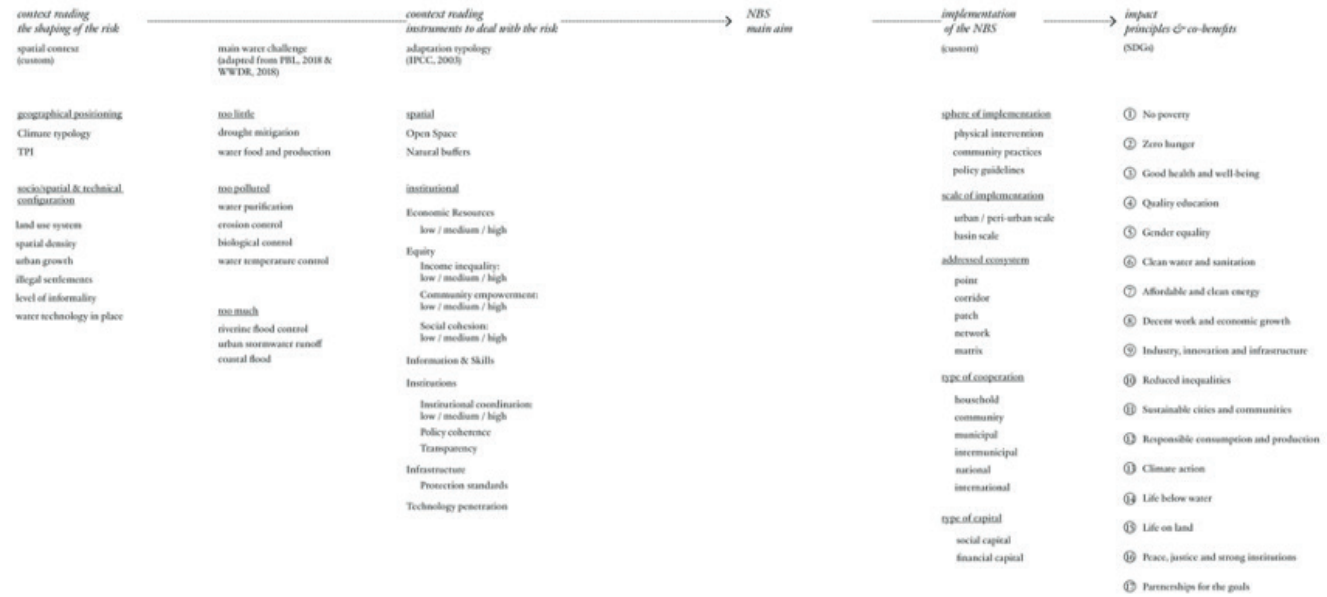 context reading
the shaping of the risk
spatial context
(custom)
geographical positioning
Climate typology
TPI
socio/spatial & technical
configuration
land use system
spatial density
urban growth
illegal settlements
level of informality
water technology in place
main water challenge
(adapted from PBL, 2018 &
WWDR, 2018)
too little
drought mitigation
water food and production
too polluted
water purification
erosion control
biological control
water temperature control
too much
riverine flood control
urban stormwater runoff
coastal flood
coontext reading
instruments to deal with the risk
adaptation typology
(IPCC, 2003)
spatial
Open Space
Natural buffers
institutional
Economic Resources
low / medium / high
Equity
Income inequality:
low / medium / high
Community empowerment:
low / medium / high
Social cohesion:
low / medium / high
Information & Skills
Institutions
Institutional coordination:
low / medium / high
Policy coherence
Transparency
Infrastructure
Protection standards
Technology penetration
NBS
main aim
implementation
of the NBS
(custom)
sphere of implementation
physical intervention
community practices
policy guidelines
scale of implementation
urban / peri-urban scale
basin scale
addressed ecosystem
point
corridor
patch
network
matrix
type of cooperation
household
community
municipal
intermunicipal
national
international
type of capital
social capital
financial capital
impact
principles & co-benefits
(SDGs)
1 No poverty
2 Zero hunger
3 Good health and well-being
4 Quality education
5 Gender equality
6 Clean water and sanitation
7 Affordable and clean energy
8 Decent work and economic growth
9 Industry, innovation and infrastructure
10 Reduced inequalities
11 Sustainable cities and communities
12 Responsible consumption and production
13 Climate action
14 Life below water
15 Life on land
16 Peace, justice and strong institutions
17 Partnerships for the goals